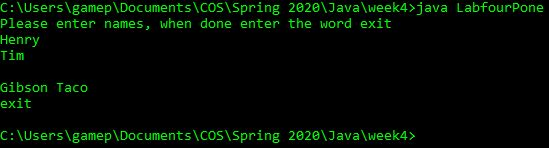 C:\Users\gamep\Documents\COS\Spring 2020\Java\week4>java LabfourPone
Please enter names, when done enter the word exit
Henry
Tim
Gibson Taco
exit
C:\Users\gamep\Documents\COS\Spring 2020\Java\week4>